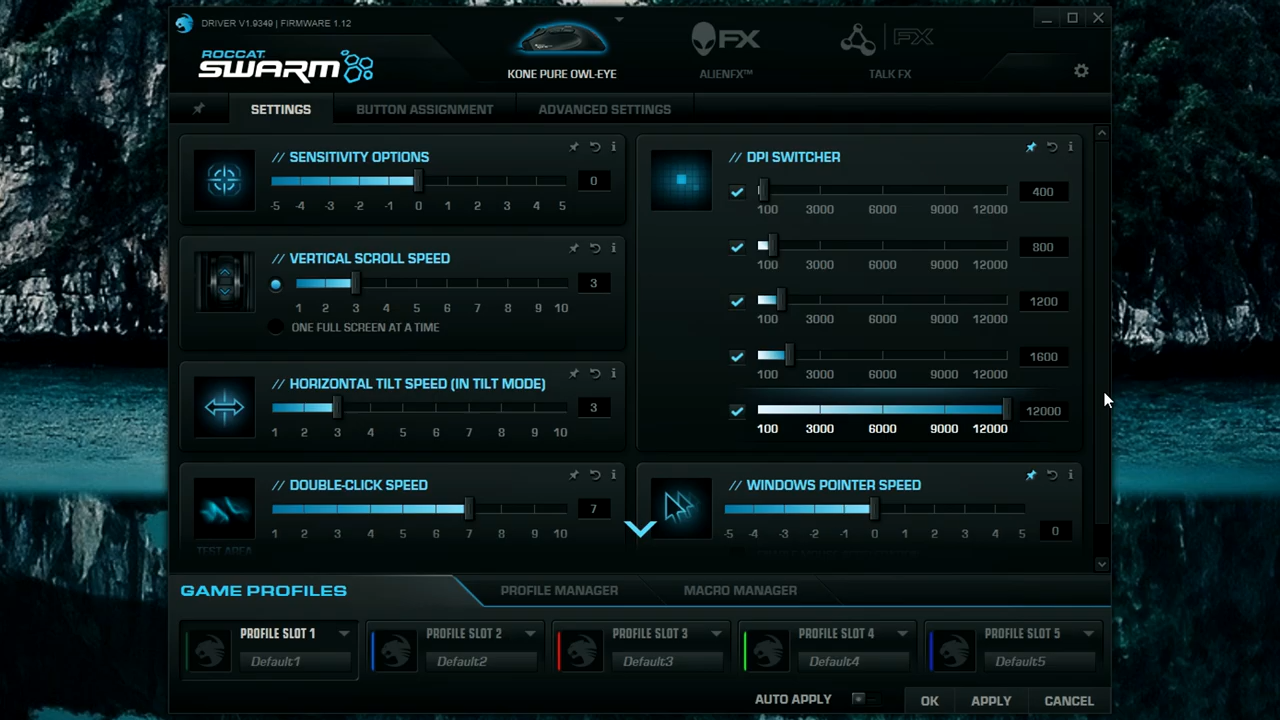 DRIVER V1.9349 | FIRMWARE 1.12
ROCCAT
SWARM
KONE PURE OWL-EYE
FX
ALIENFX™
FX
TALK FX
SETTINGS
BUTTON ASSIGNMENT
ADVANCED SETTINGS
// SENSITIVITY OPTIONS
0
-5 -4 -3 -2 -1 0 1 2 3 4 5
// VERTICAL SCROLL SPEED
3
1 2 3 4 5 6 7 8 9 10
ONE FULL SCREEN AT A TIME
// HORIZONTAL TILT SPEED (IN TILT MODE)
3
1 2 3 4 5 6 7 8 9 10
// DOUBLE-CLICK SPEED
7
1 2 3 4 5 6 7 8 9 10
TEST AREA
// DPI SWITCHER
400
100 3000 6000 9000 12000
800
100 3000 6000 9000 12000
1200
100 3000 6000 9000 12000
1600
100 3000 6000 9000 12000
12000
100 3000 6000 9000 12000
// WINDOWS POINTER SPEED
-5 -4 -3 -2 -1 0 1 2 3 4 5
0
GAME PROFILES
PROFILE MANAGER
MACRO MANAGER
PROFILE SLOT 1
Default1
PROFILE SLOT 2
Default2
PROFILE SLOT 3
Default3
PROFILE SLOT 4
Default4
PROFILE SLOT 5
Default5
AUTO APPLY
OK
APPLY
CANCEL